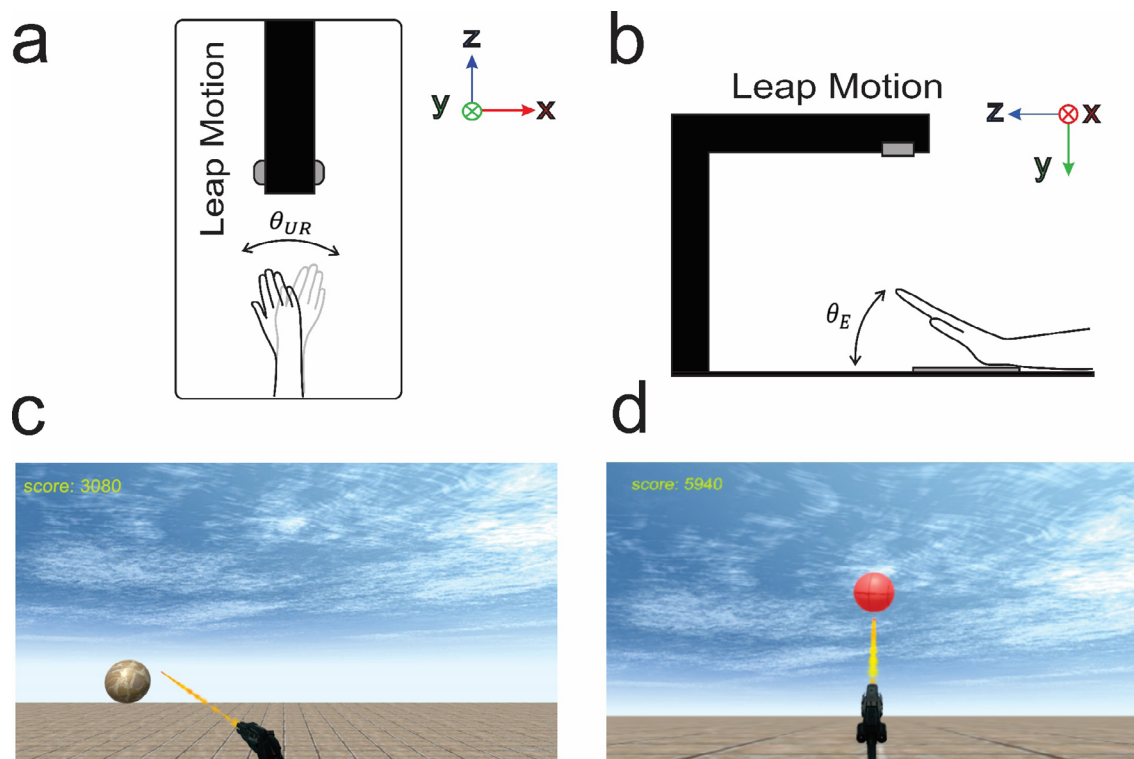 a
Leap Motion
z
y
x
θ_UR
b
Leap Motion
z
x
y
θ_E
c
score: 3080
d
score: 5940